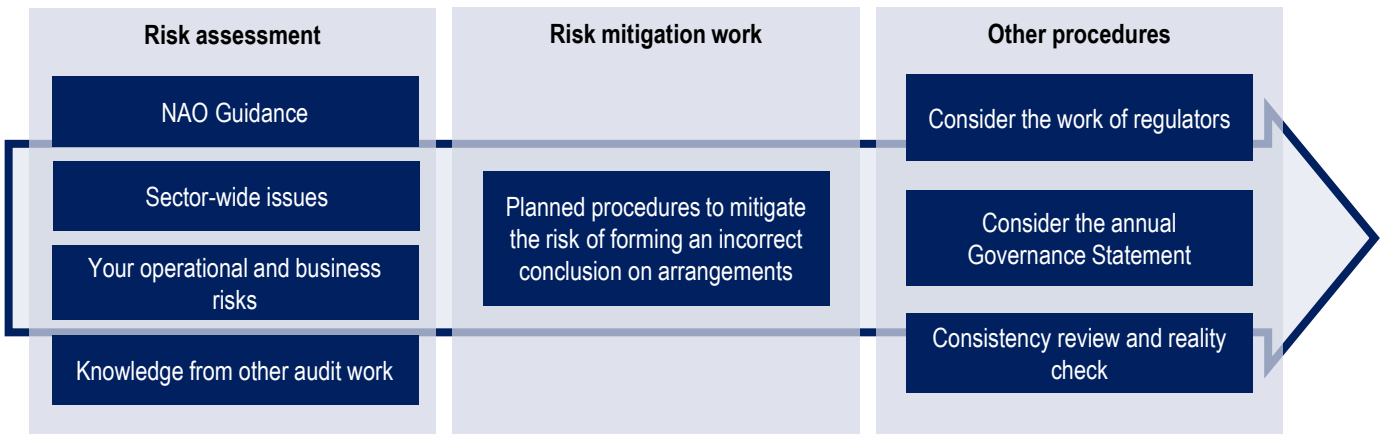 Risk assessment
NAO Guidance
Sector-wide issues
Your operational and business
risks
Knowledge from other audit work
Risk mitigation work
Planned procedures to mitigate
the risk of forming an incorrect
conclusion on arrangements
Other procedures
Consider the work of regulators
Consider the annual
Governance Statement
Consistency review and reality
check